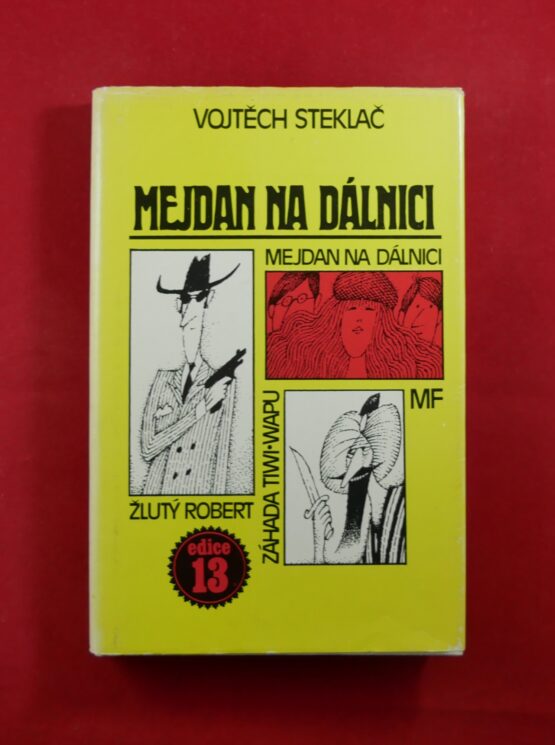 VOJTĚCH STEKLAČ
MEJDAN NA DÁLNICI
MEJDAN NA DÁLNICI
MF
ZÁHADA TIWI•WAPU
ŽLUTÝ ROBERT
edice
13